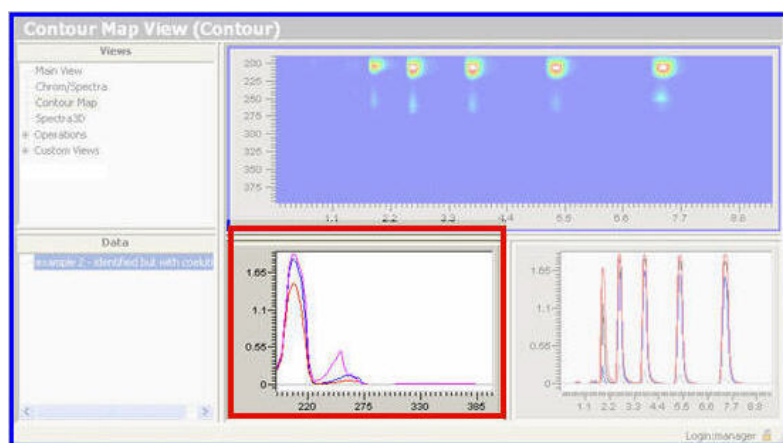 Contour Map View (Contour)
Views
Main View
Chrom/Spectra
Contour Map
Spectra3D
Operations
Custom Views
200
225
250
275
300
325
350
375
1.1 2.2 3.3 4.4 5.5 6.6 7.7 8.8
Data
example 2 - identified but with coeluti
1.65
1.1
0.55
0
220 275 330 385
1.65
1.1
0.55
0
1.1 2.2 3.3 4.4 5.5 6.6 7.7 8.8
Login:manager